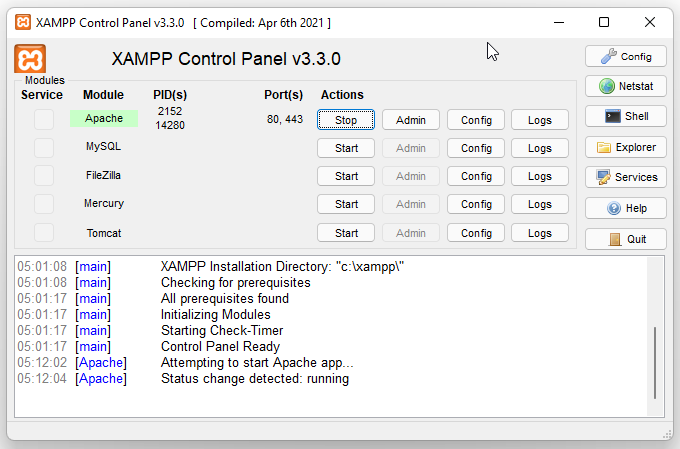 XAMPP Control Panel v3.3.0 [ Compiled: Apr 6th 2021 ]
XAMPP Control Panel v3.3.0
Config
Modules
Service Module PID(s) Port(s) Actions
Netstat
Apache 2152 14280 80, 443 Stop Admin Config Logs
Shell
MySQL Start Admin Config Logs
Explorer
FileZilla Start Admin Config Logs
Services
Mercury Start Admin Config Logs
Help
Tomcat Start Admin Config Logs
Quit
05:01:08 [main] XAMPP Installation Directory: "c:\xampp\"
05:01:08 [main] Checking for prerequisites
05:01:17 [main] All prerequisites found
05:01:17 [main] Initializing Modules
05:01:17 [main] Starting Check-Timer
05:01:17 [main] Control Panel Ready
05:12:02 [Apache] Attempting to start Apache app...
05:12:04 [Apache] Status change detected: running